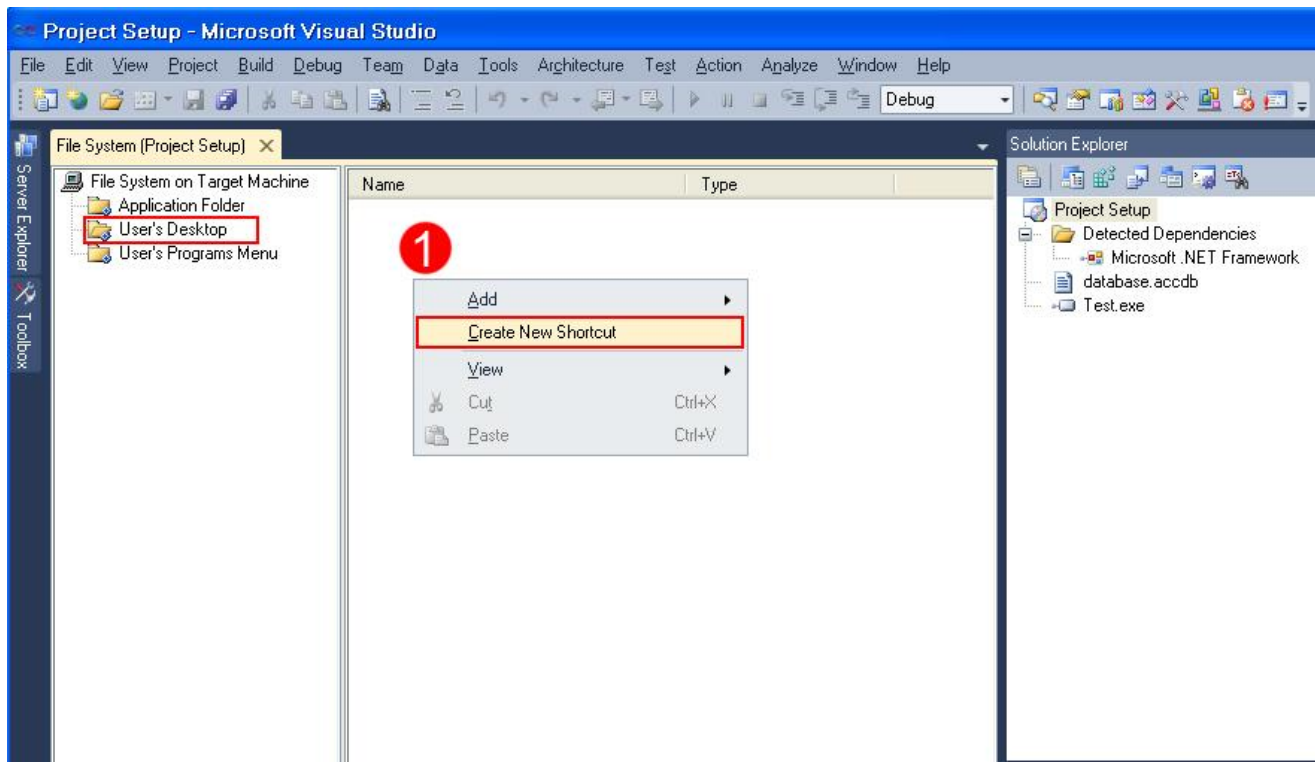 Project Setup - Microsoft Visual Studio
File Edit View Project Build Debug Team Data Tools Architecture Test Action Analyze Window Help
Debug
Server Explorer
Toolbox
File System (Project Setup)
File System on Target Machine
Application Folder
User's Desktop
User's Programs Menu
Name Type
1
Add
Create New Shortcut
View
Cut Ctrl+X
Paste Ctrl+V
Solution Explorer
Project Setup
Detected Dependencies
Microsoft .NET Framework
database.accdb
Test.exe